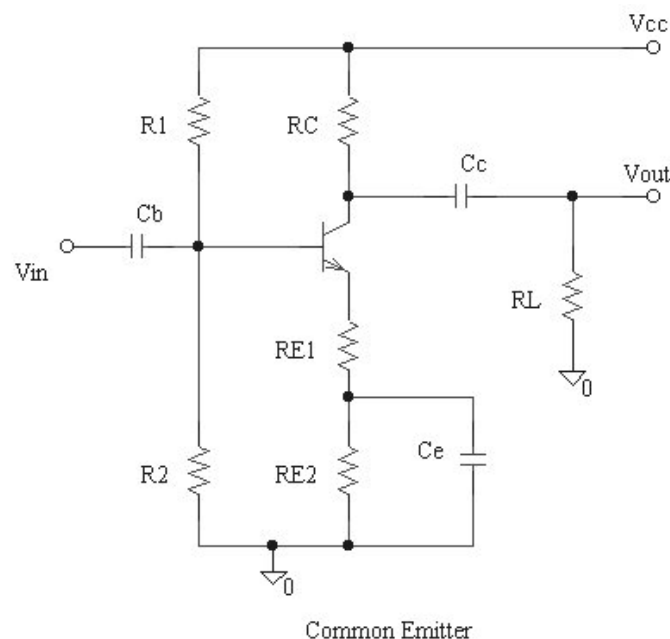 Vcc
R1
RC
Cc
Vout
Cb
Vin
RL
RE1
0
R2
RE2
Ce
0
Common Emitter